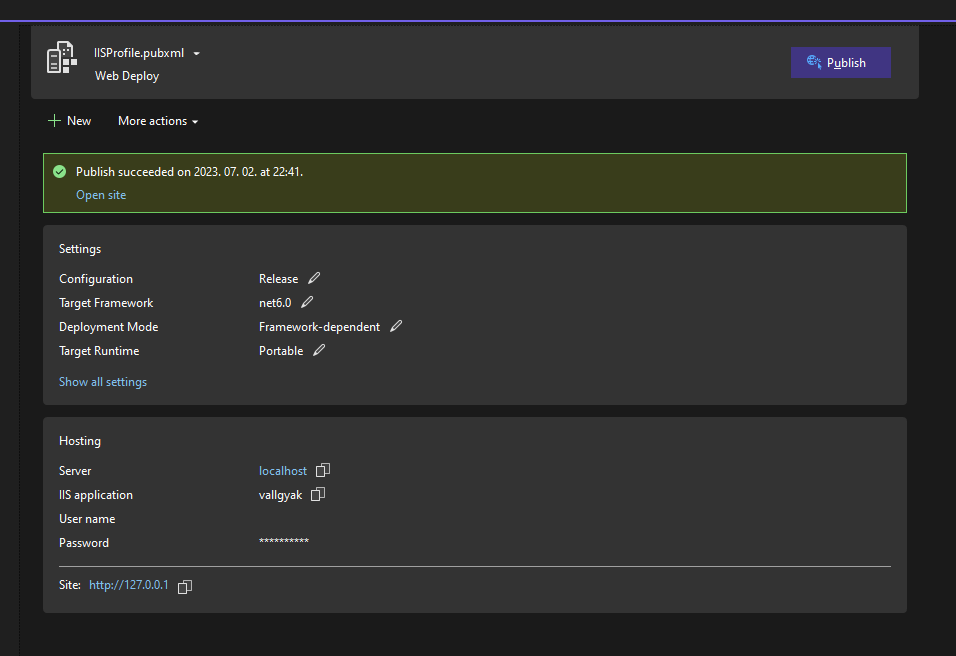 IISProfile.pubxml
Web Deploy
Publish
New
More actions
Publish succeeded on 2023. 07. 02. at 22:41.
Open site
Settings
Configuration Release
Target Framework net6.0
Deployment Mode Framework-dependent
Target Runtime Portable
Show all settings
Hosting
Server localhost
IIS application vallgyak
User name
Password **********
Site: http://127.0.0.1